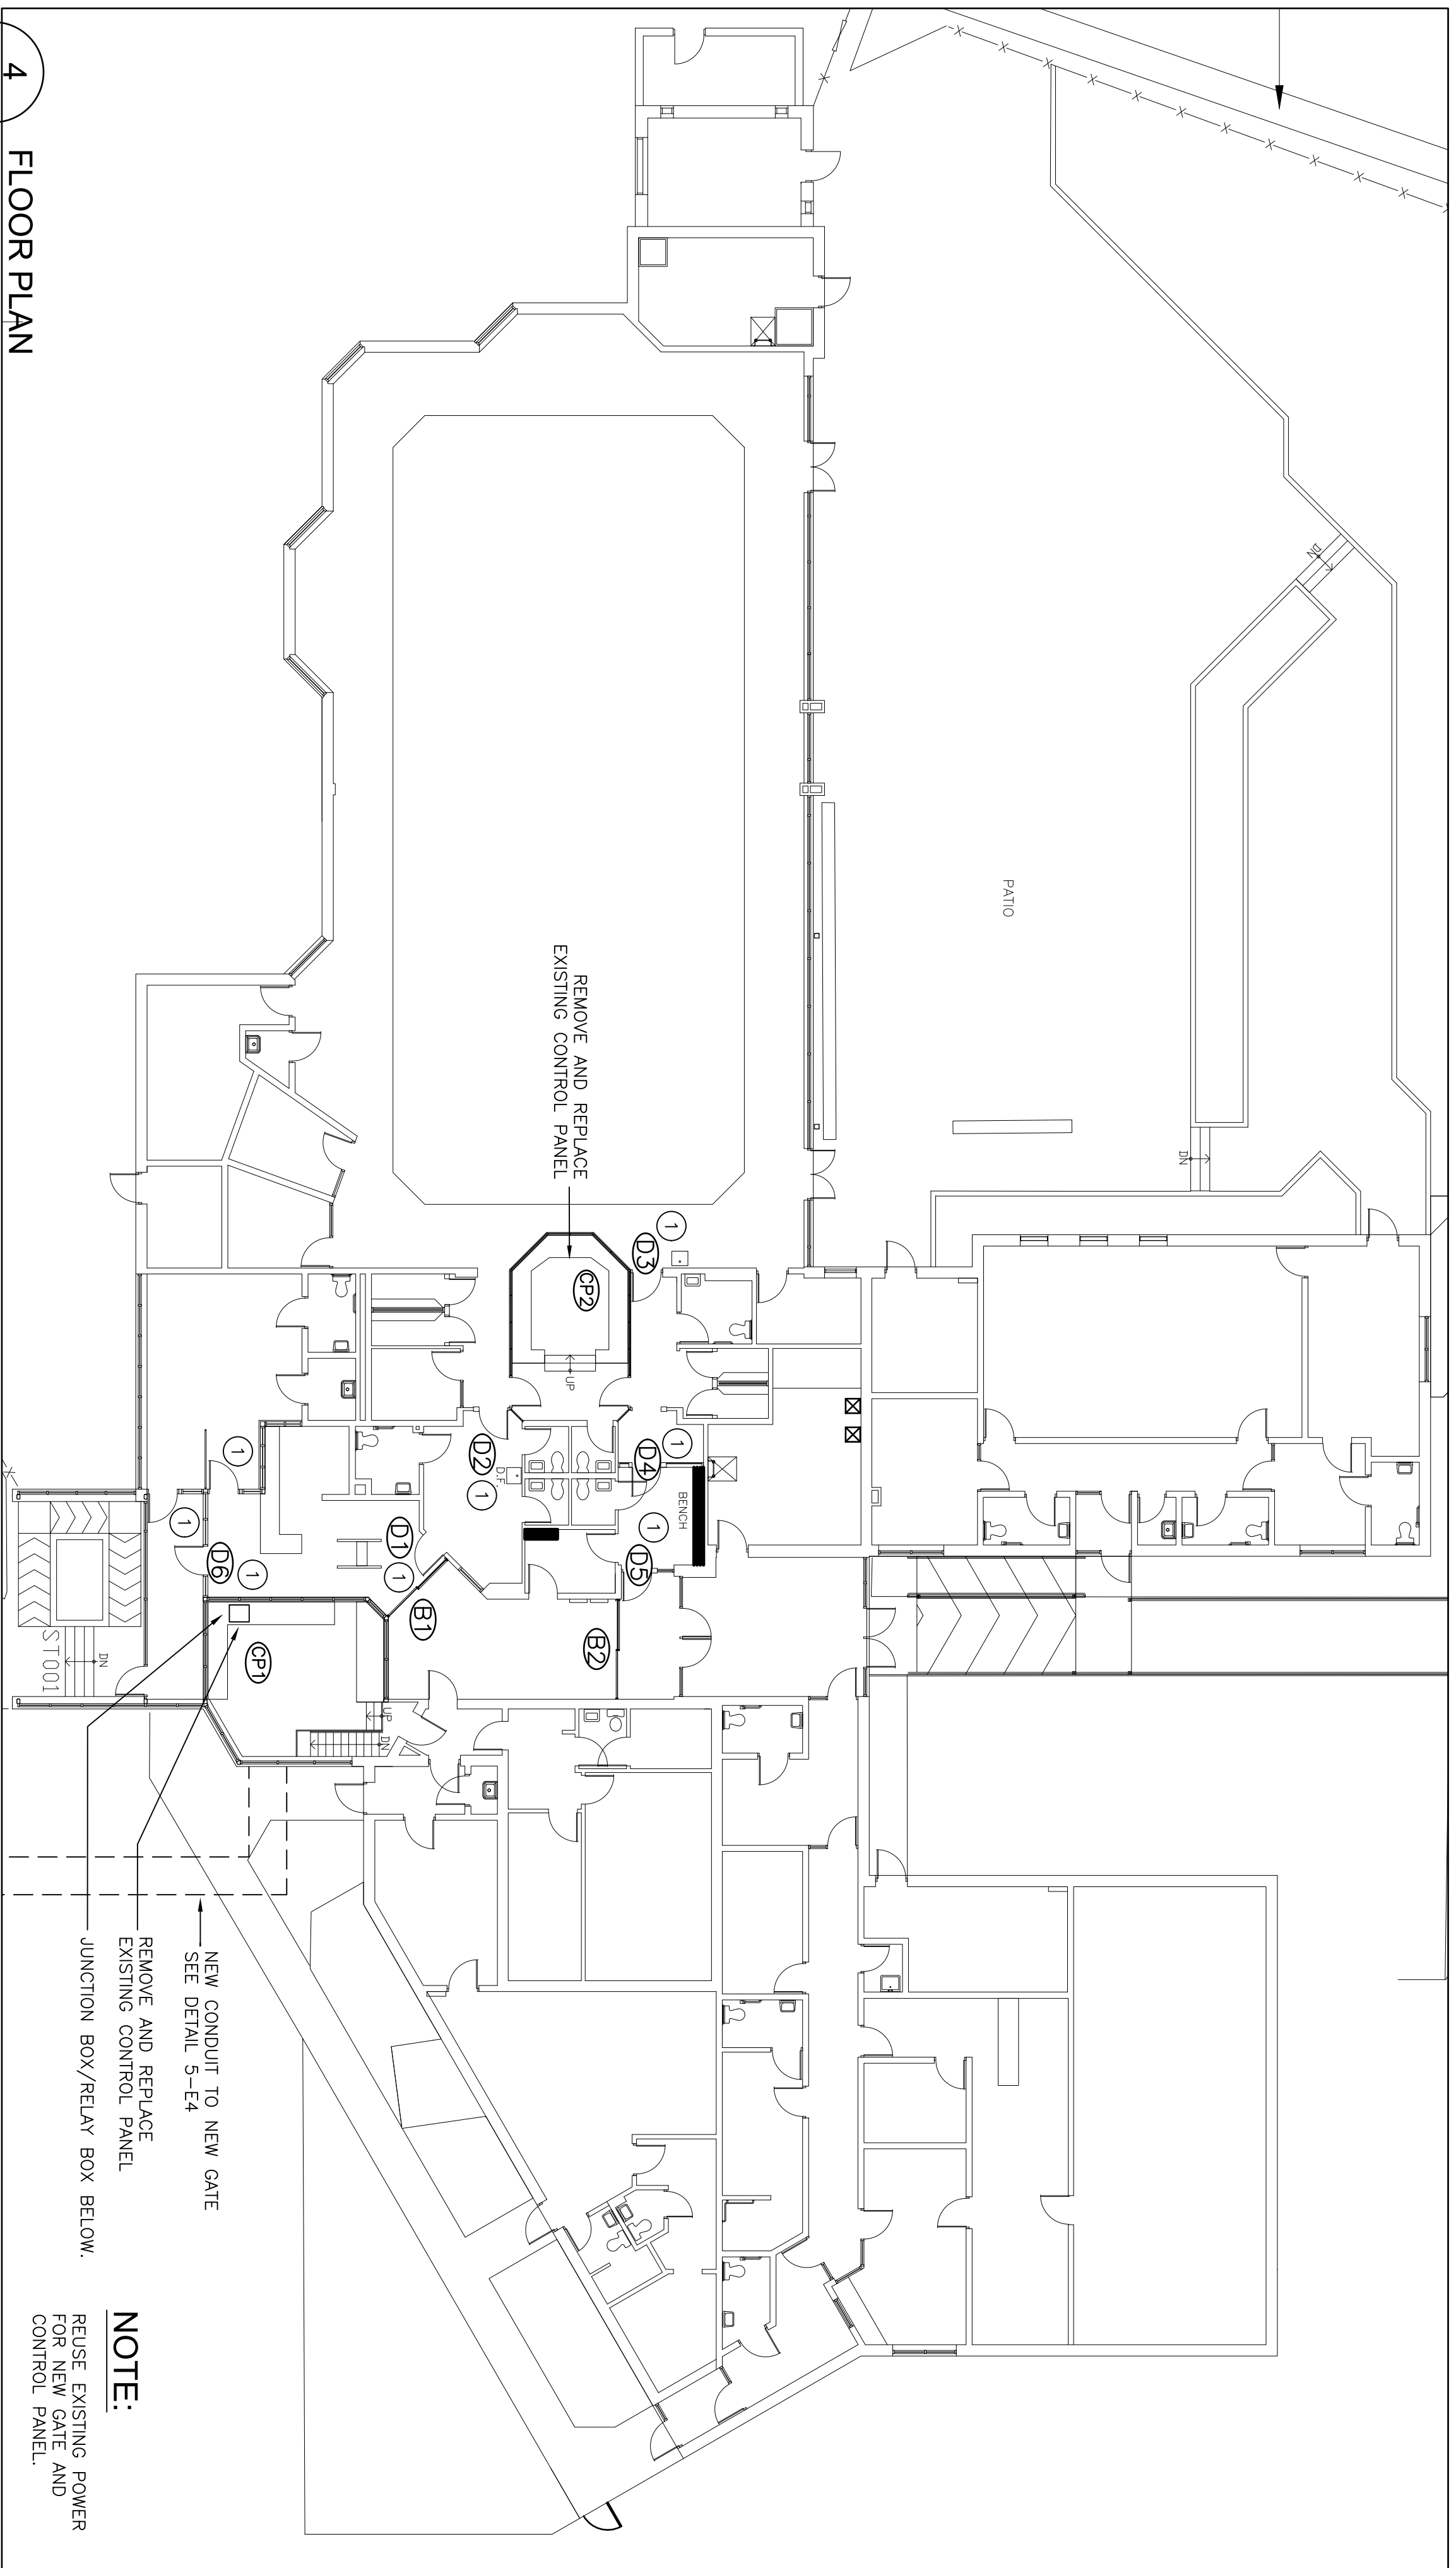 PATIO
DN
DN
REMOVE AND REPLACE
EXISTING CONTROL PANEL
1
D3
CP2
UP
D2
D.F.
1
1
D4
BENCH
1
D5
1
1
D6
1
D1
1
B1
B2
CP1
UP
DN
DN
ST001
NEW CONDUIT TO NEW GATE
SEE DETAIL 5-E4
REMOVE AND REPLACE
EXISTING CONTROL PANEL
JUNCTION BOX/RELAY BOX BELOW.
NOTE:
REUSE EXISTING POWER
FOR NEW GATE AND
CONTROL PANEL.
4
FLOOR PLAN